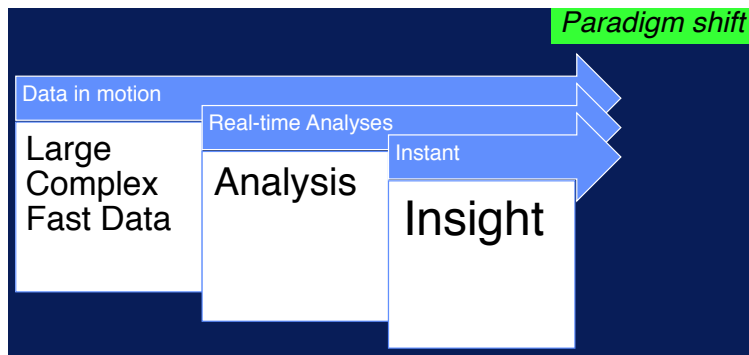 Paradigm shift
Data in motion
Large
Complex
Fast Data
Real-time Analyses
Analysis
Instant
Insight